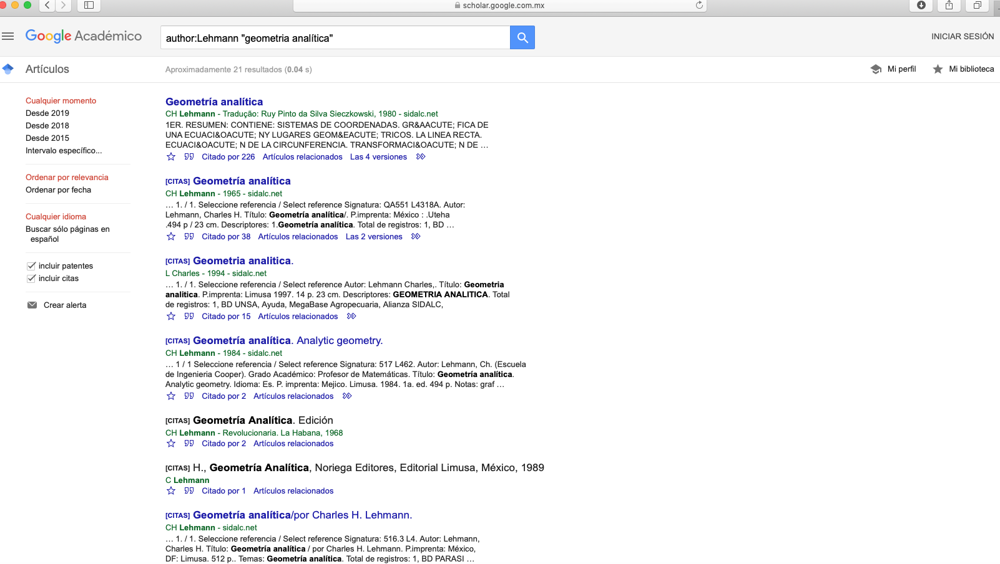 scholar.google.com.mx
Google Académico
author:Lehmann "geometria analítica"
INICIAR SESIÓN
Artículos
Aproximadamente 21 resultados (0.04 s)
Mi perfil
Mi biblioteca
Cualquier momento
Desde 2019
Desde 2018
Desde 2015
Intervalo específico...
Ordenar por relevancia
Ordenar por fecha
Cualquier idioma
Buscar sólo páginas en
español
incluir patentes
incluir citas
Crear alerta
Geometría analítica
CH Lehmann - Tradução: Ruy Pinto da Silva Sieczkowski, 1980 - sidalc.net
1ER. RESUMEN: CONTIENE: SISTEMAS DE COORDENADAS. GR&AACUTE; FICA DE
UNA ECUACI&OACUTE; NY LUGARES GEOM&EACUTE; TRICOS. LA LINEA RECTA.
ECUACI&OACUTE; N DE LA CIRCUNFERENCIA. TRANSFORMACI&OACUTE; N DE …
Citado por 226 Artículos relacionados Las 4 versiones
[CITAS] Geometría analítica
CH Lehmann - 1965 - sidalc.net
… 1. / 1. Seleccione referencia / Select reference Signatura: QA551 L4318A. Autor:
Lehmann, Charles H. Título: Geometría analítica/. P.imprenta: México : .Uteha
.494 p / 23 cm. Descriptores: 1.Geometría analítica. Total de registros: 1, BD …
Citado por 38 Artículos relacionados Las 2 versiones
[CITAS] Geometria analitica.
L Charles - 1994 - sidalc.net
… 1. / 1. Seleccione referencia / Select reference Autor: Lehmann Charles,. Título: Geometria
analitica. P.imprenta: Limusa 1997. 14 p. 23 cm. Descriptores: GEOMETRIA ANALITICA. Total
de registros: 1, BD UNSA, Ayuda, MegaBase Agropecuaria, Alianza SIDALC,
Citado por 15 Artículos relacionados
[CITAS] Geometría analítica. Analytic geometry.
CH Lehmann - 1984 - sidalc.net
… 1 / 1 Seleccione referencia / Select reference Signatura: 517 L462. Autor: Lehmann, Ch. (Escuela
de Ingenieria Cooper). Grado Académico: Profesor de Matemáticas. Título: Geometría analítica.
Analytic geometry. Idioma: Es. P. imprenta: Mejico. Limusa. 1984. 1a. ed. 494 p. Notas: graf …
Citado por 2 Artículos relacionados
[CITAS] Geometría Analítica. Edición
CH Lehmann - Revolucionaria. La Habana, 1968
Citado por 2 Artículos relacionados
[CITAS] H., Geometría Analítica, Noriega Editores, Editorial Limusa, México, 1989
C Lehmann
Citado por 1 Artículos relacionados
[CITAS] Geometría analítica/por Charles H. Lehmann.
CH Lehmann - sidalc.net
… 1. / 1. Seleccione referencia / Select reference Signatura: 516.3 L4. Autor: Lehmann,
Charles H. Título: Geometría analítica / por Charles H. Lehmann. P.imprenta: México,
DF: Limusa. 512 p.. Temas: Geometría analítica. Total de registros: 1, BD PARASI …